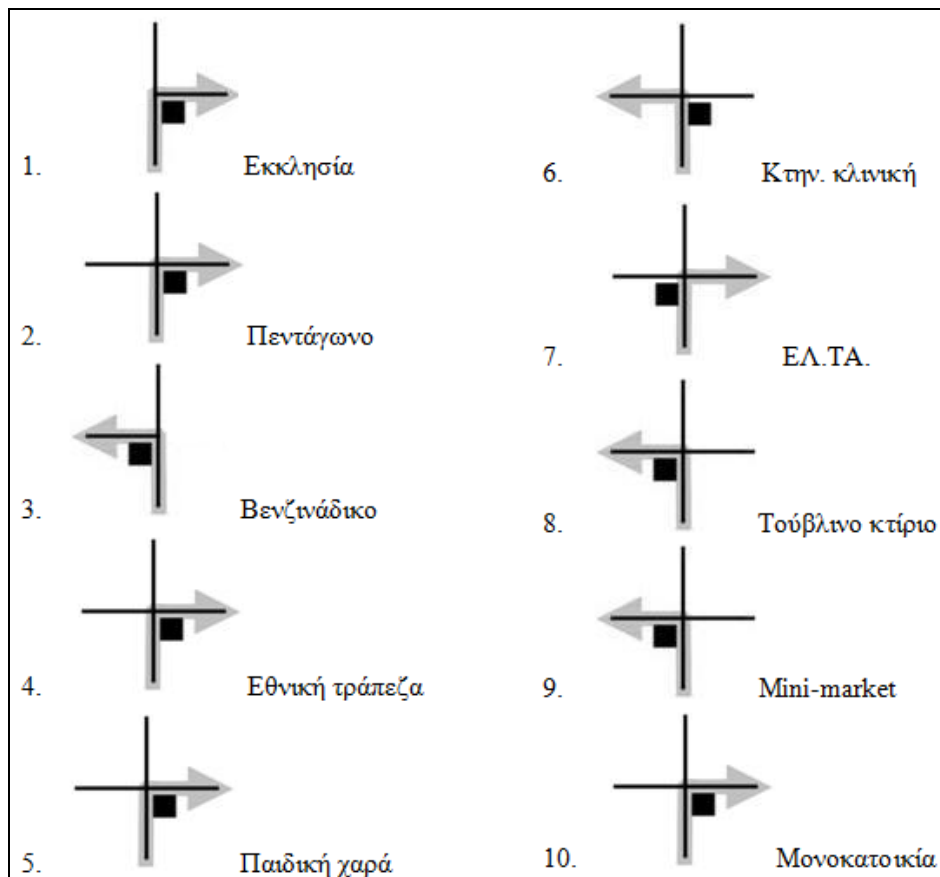 1. Εκκλησία
2. Πεντάγωνο
3. Βενζινάδικο
4. Εθνική τράπεζα
5. Παιδική χαρά
6. Κτην. κλινική
7. ΕΛ.ΤΑ.
8. Τούβλινο κτίριο
9. Mini-market
10. Μονοκατοικία